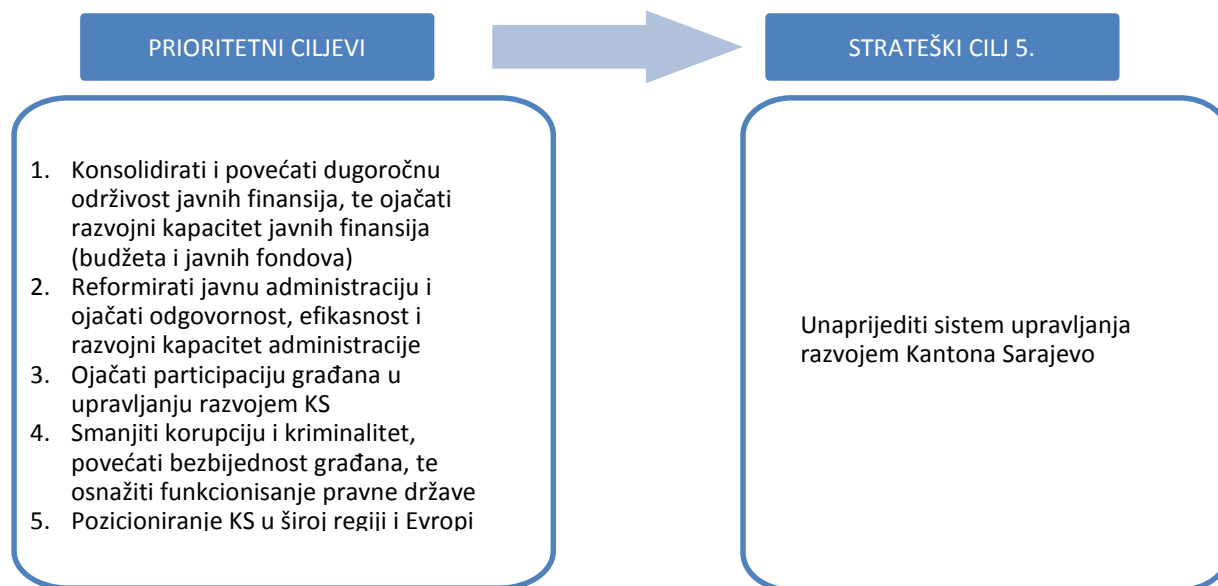 PRIORITETNI CILJEVI
STRATEŠKI CILJ 5.
1. Konsolidirati i povećati dugoročnu
održivost javnih finansija, te ojačati
razvojni kapacitet javnih finansija
(budžeta i javnih fondova)
2. Reformirati javnu administraciju i
ojačati odgovornost, efikasnost i
razvojni kapacitet administracije
3. Ojačati participaciju građana u
upravljanju razvojem KS
4. Smanjiti korupciju i kriminalitet,
povećati bezbijednost građana, te
osnažiti funkcionisanje pravne države
5. Pozicioniranje KS u široj regiji i Evropi
Unaprijediti sistem upravljanja
razvojem Kantona Sarajevo